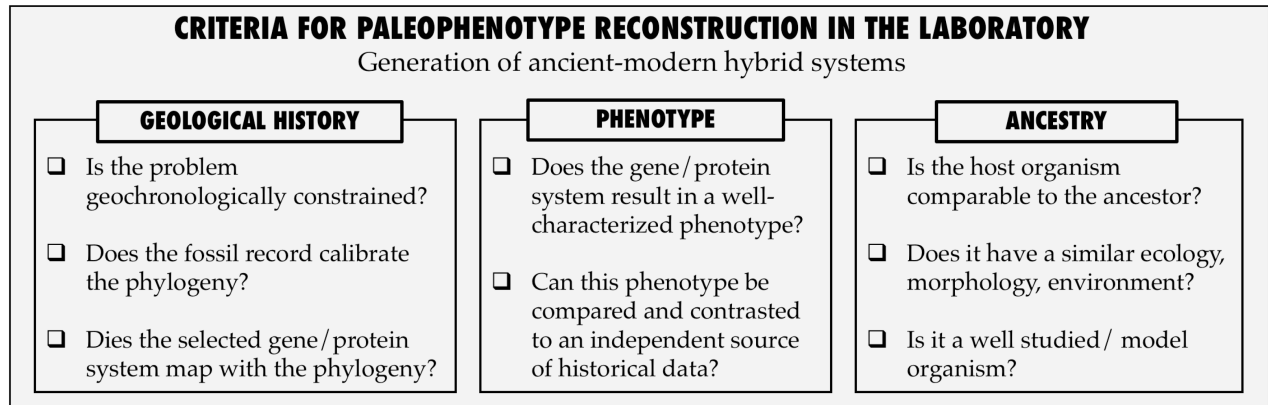 CRITERIA FOR PALEOPHENOTYPE RECONSTRUCTION IN THE LABORATORY
Generation of ancient-modern hybrid systems
GEOLOGICAL HISTORY
Is the problem
geochronologically constrained?
Does the fossil record calibrate
the phylogeny?
Dies the selected gene/protein
system map with the phylogeny?
PHENOTYPE
Does the gene/protein
system result in a well-
characterized phenotype?
Can this phenotype be
compared and contrasted
to an independent source
of historical data?
ANCESTRY
Is the host organism
comparable to the ancestor?
Does it have a similar ecology,
morphology, environment?
Is it a well studied/ model
organism?